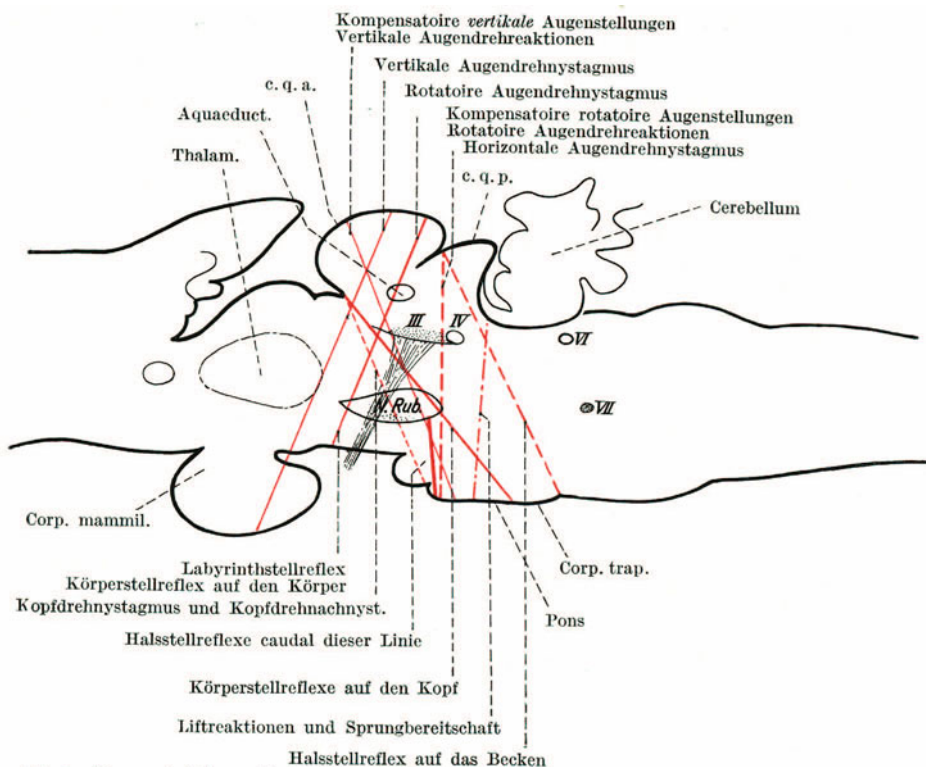 Kompensatoire vertikale Augenstellungen
Vertikale Augendrehreaktionen
Vertikale Augendrehnystagmus
c. q. a.
Rotatoire Augendrehnystagmus
Aquaeduct.
Kompensatoire rotatoire Augenstellungen
Rotatoire Augendrehreaktionen
Thalam.
Horizontale Augendrehnystagmus
c. q. p.
Cerebellum
III
IV
VI
N. Rub.
VII
Corp. mammil.
Labyrinthstellreflex
Corp. trap.
Körperstellreflex auf den Körper
Kopfdrehnystagmus und Kopfdrehnachnyst.
Pons
Halsstellreflexe caudal dieser Linie
Körperstellreflexe auf den Kopf
Liftreaktionen und Sprungbereitschaft
Halsstellreflex auf das Becken